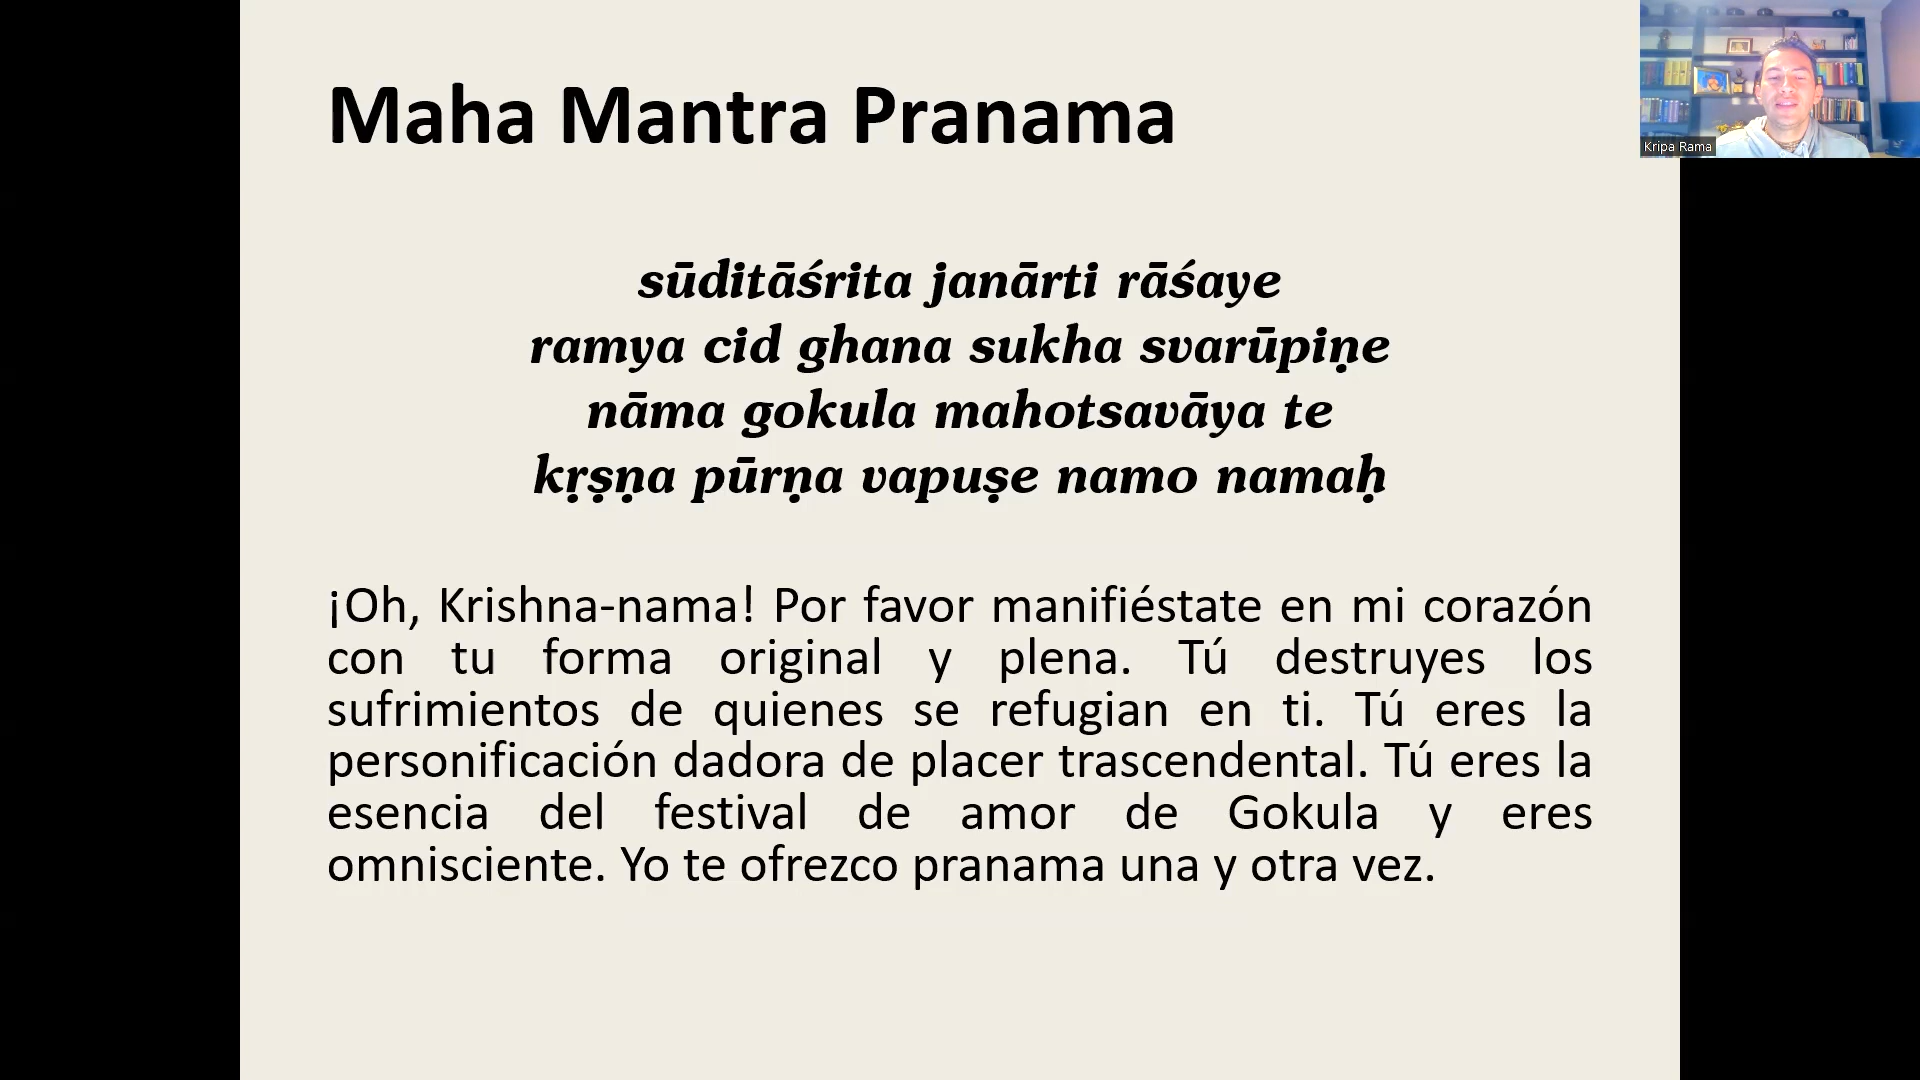 Maha Mantra Pranama
Kripa Rama
sūditāśrita janārti rāśaye
ramya cid ghana sukha svarūpiṇe
nāma gokula mahotsavāya te
kṛṣṇa pūrṇa vapuṣe namo namaḥ
¡Oh, Krishna-nama! Por favor manifiéstate en mi corazón
con tu forma original y plena. Tú destruyes los
sufrimientos de quienes se refugian en ti. Tú eres la
personificación dadora de placer trascendental. Tú eres la
esencia del festival de amor de Gokula y eres
omnisciente. Yo te ofrezco pranama una y otra vez.